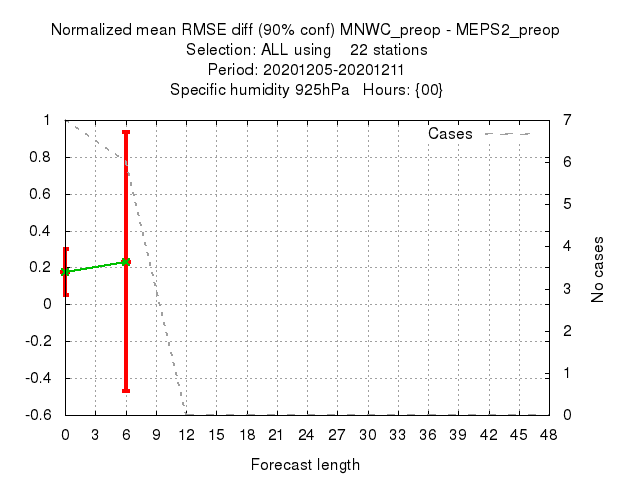 Normalized mean RMSE diff (90% conf) MNWC_preop - MEPS2_preop
Selection: ALL using    22 stations
Period: 20201205-20201211
Specific humidity 925hPa   Hours: {00}
Cases
1
0.8
0.6
0.4
0.2
0
-0.2
-0.4
-0.6
7
6
5
4
3
2
1
0
No cases
0 3 6 9 12 15 18 21 24 27 30 33 36 39 42 45 48
Forecast length